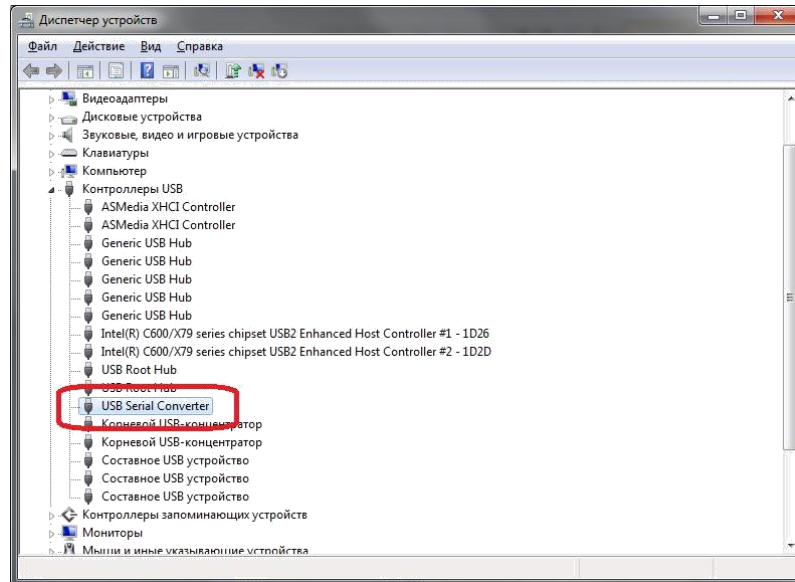 Диспетчер устройств
Файл Действие Вид Справка
Видеоадаптеры
Дисковые устройства
Звуковые, видео и игровые устройства
Клавиатуры
Компьютер
Контроллеры USB
ASMedia XHCI Controller
ASMedia XHCI Controller
Generic USB Hub
Generic USB Hub
Generic USB Hub
Generic USB Hub
Generic USB Hub
Intel(R) C600/X79 series chipset USB2 Enhanced Host Controller #1 - 1D26
Intel(R) C600/X79 series chipset USB2 Enhanced Host Controller #2 - 1D2D
USB Root Hub
USB Root Hub
USB Serial Converter
Корневой USB-концентратор
Корневой USB-концентратор
Составное USB устройство
Составное USB устройство
Составное USB устройство
Контроллеры запоминающих устройств
Мониторы
Мыши и иные указывающие устройства